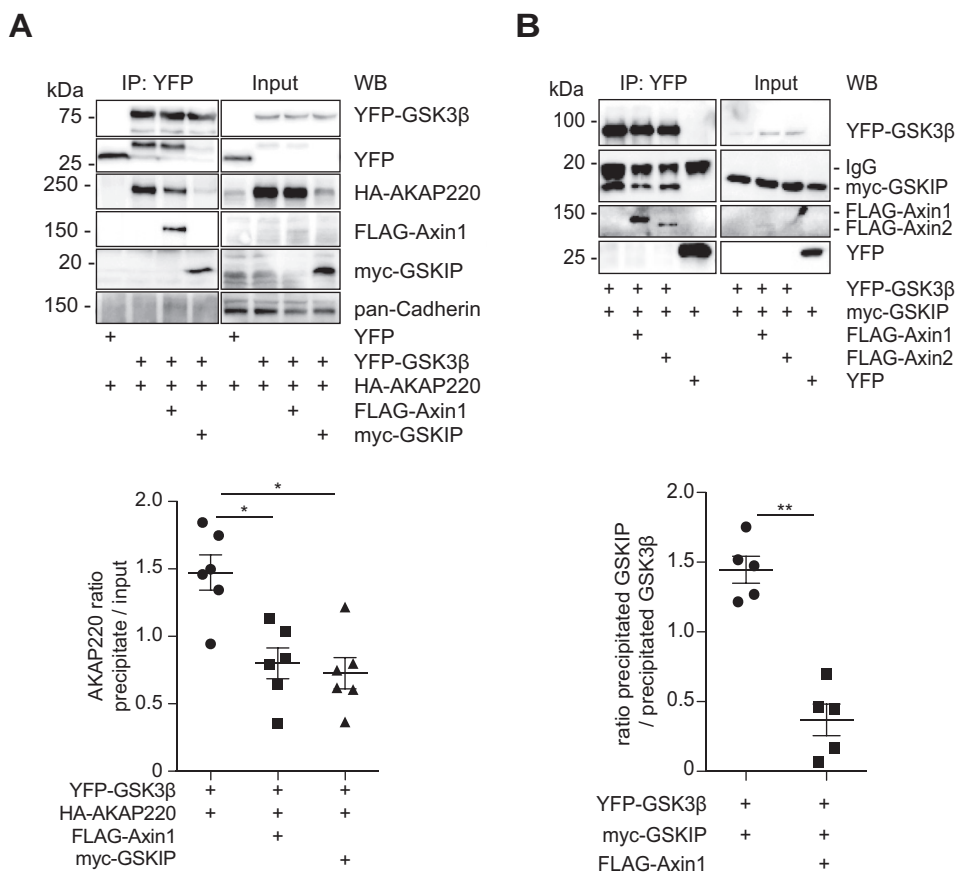 A
kDa
IP: YFP
Input
WB
75 -
YFP-GSK3β
25 -
YFP
250 -
HA-AKAP220
150 -
FLAG-Axin1
20 -
myc-GSKIP
150 -
pan-Cadherin
+ + YFP
+ + + + + + YFP-GSK3β
+ + + + + + + + HA-AKAP220
+ + FLAG-Axin1
+ + myc-GSKIP
AKAP220 ratio
precipitate / input
2.0
1.5
1.0
0.5
0
*
*
YFP-GSK3β + + +
HA-AKAP220 + + +
FLAG-Axin1 +
myc-GSKIP +
B
kDa
IP: YFP
Input
WB
100 -
YFP-GSK3β
20 -
IgG
myc-GSKIP
150 -
- FLAG-Axin1
- FLAG-Axin2
25 -
YFP
+ + + + + + YFP-GSK3β
+ + + + + + + + myc-GSKIP
+ + FLAG-Axin1
+ + FLAG-Axin2
+ + YFP
ratio precipitated GSKIP
/ precipitated GSK3β
2.0
1.5
1.0
0.5
0
**
YFP-GSK3β + +
myc-GSKIP + +
FLAG-Axin1 +